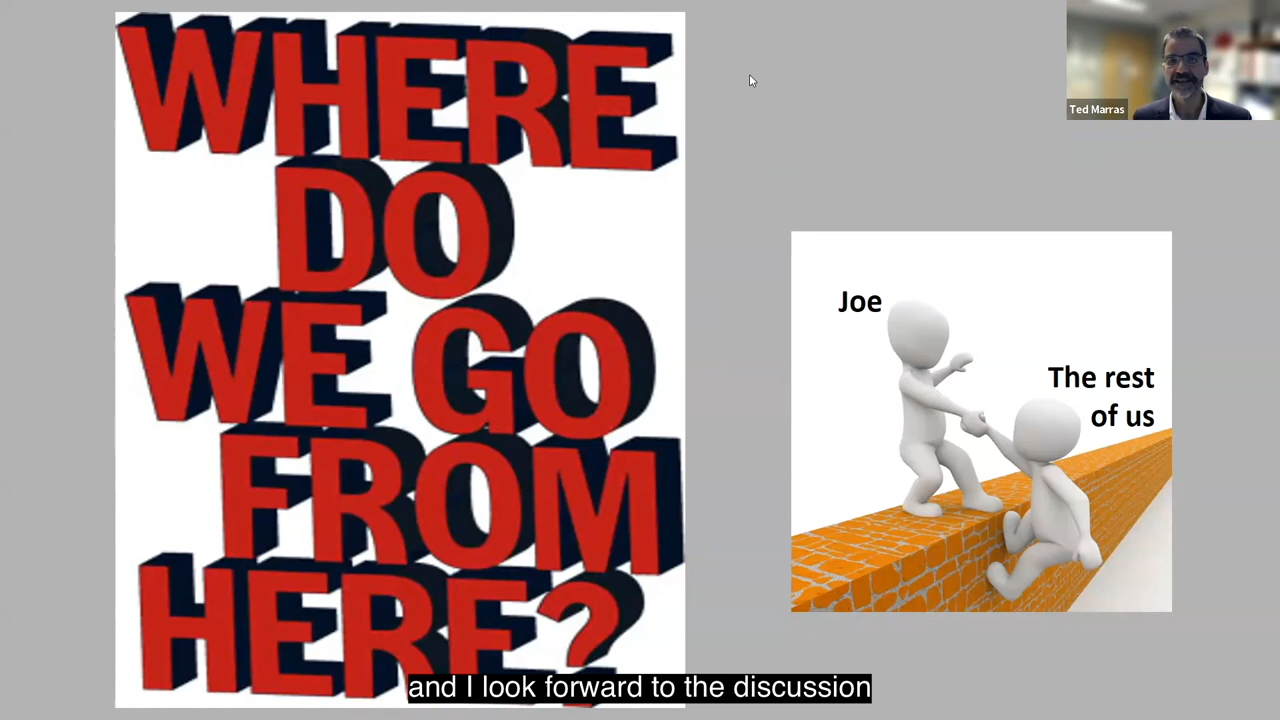 WHERE
DO
WE GO
FROM
HERE?
Ted Marras
Joe
The rest
of us
and I look forward to the discussion